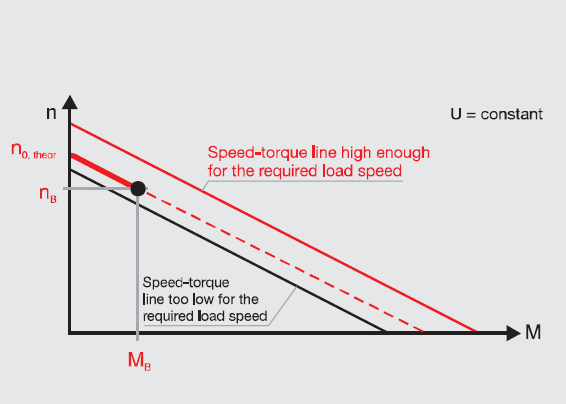 n
U = constant
n0, theor
Speed-torque line high enough
for the required load speed
nB
Speed-torque
line too low for the
required load speed
M
MB